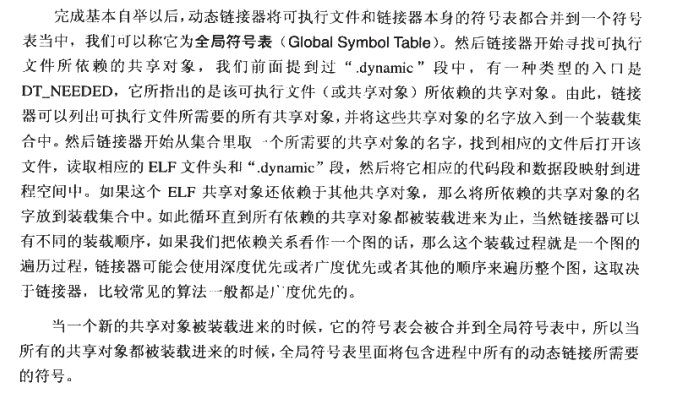 完成基本自举以后，动态链接器将可执行文件和链接器本身的符号表都合并到一个符号
表当中，我们可以称它为全局符号表（Global Symbol Table）。然后链接器开始寻找可执行
文件所依赖的共享对象，我们前面提到过“.dynamic”段中，有一种类型的入口是
DT_NEEDED，它所指出的是该可执行文件（或共享对象）所依赖的共享对象。由此，链接
器可以列出可执行文件所需要的所有共享对象，并将这些共享对象的名字放入到一个装载集
合中。然后链接器开始从集合里取一个所需要的共享对象的名字，找到相应的文件后打开该
文件，读取相应的 ELF 文件头和“.dynamic”段，然后将它相应的代码段和数据段映射到进
程空间中。如果这个 ELF 共享对象还依赖于其他共享对象，那么将所依赖的共享对象的名
字放到装载集合中。如此循环直到所有依赖的共享对象都被装载进来为止，当然链接器可以
有不同的装载顺序，如果我们把依赖关系看作一个图的话，那么这个装载过程就是一个图的
遍历过程，链接器可能会使用深度优先或者广度优先或者其他的顺序来遍历整个图，这取决
于链接器，比较常见的算法一般都是广度优先的。
当一个新的共享对象被装载进来的时候，它的符号表会被合并到全局符号表中，所以当
所有的共享对象都被装载进来的时候，全局符号表里面将包含进程中所有的动态链接所需要
的符号。